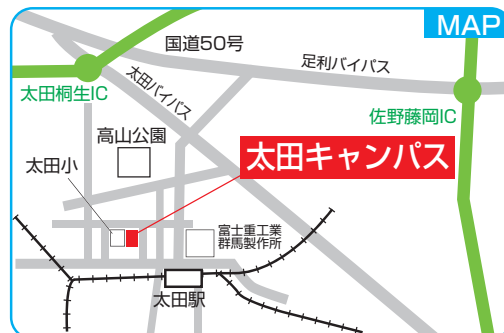 MAP
国道50号
足利バイパス
太田桐生IC
太田バイパス
佐野藤岡IC
高山公園
太田キャンパス
太田小
富士重工業
群馬製作所
太田駅